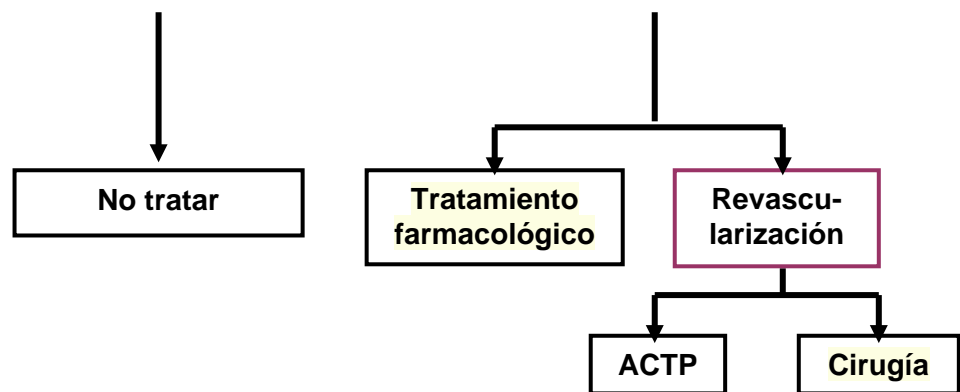 No tratar
Tratamiento
farmacológico
Revascu-
larización
ACTP
Cirugía